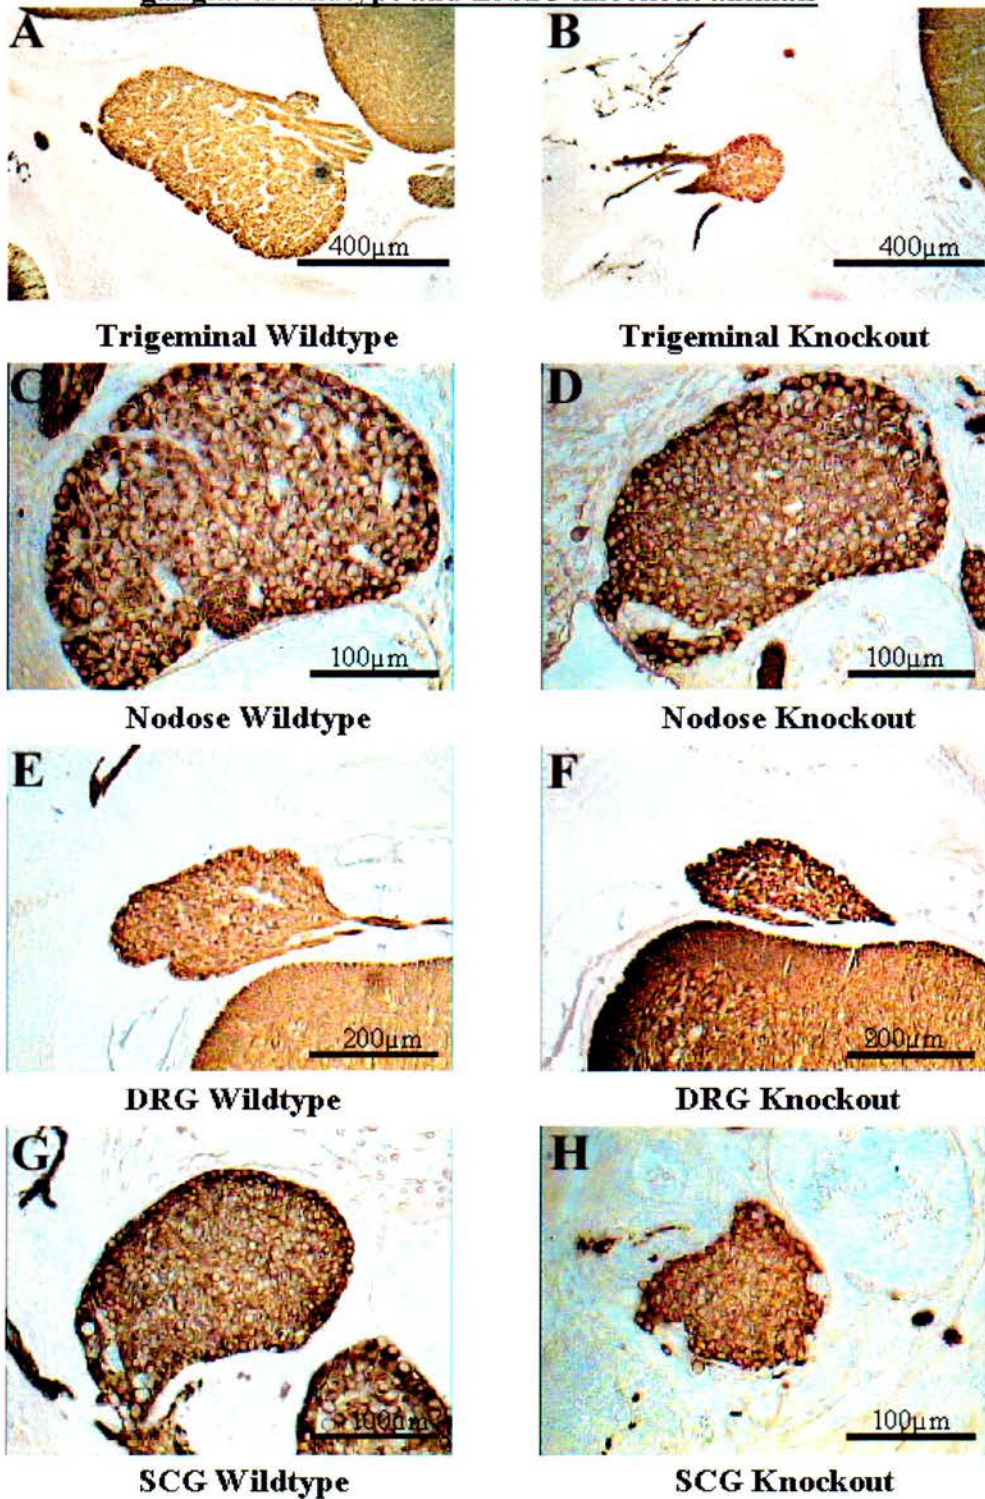 A B
400µm 400µm
Trigeminal Wildtype Trigeminal Knockout
C D
100µm 100µm
Nodose Wildtype Nodose Knockout
E F
200µm 200µm
DRG Wildtype DRG Knockout
G H
100µm 100µm
SCG Wildtype SCG Knockout